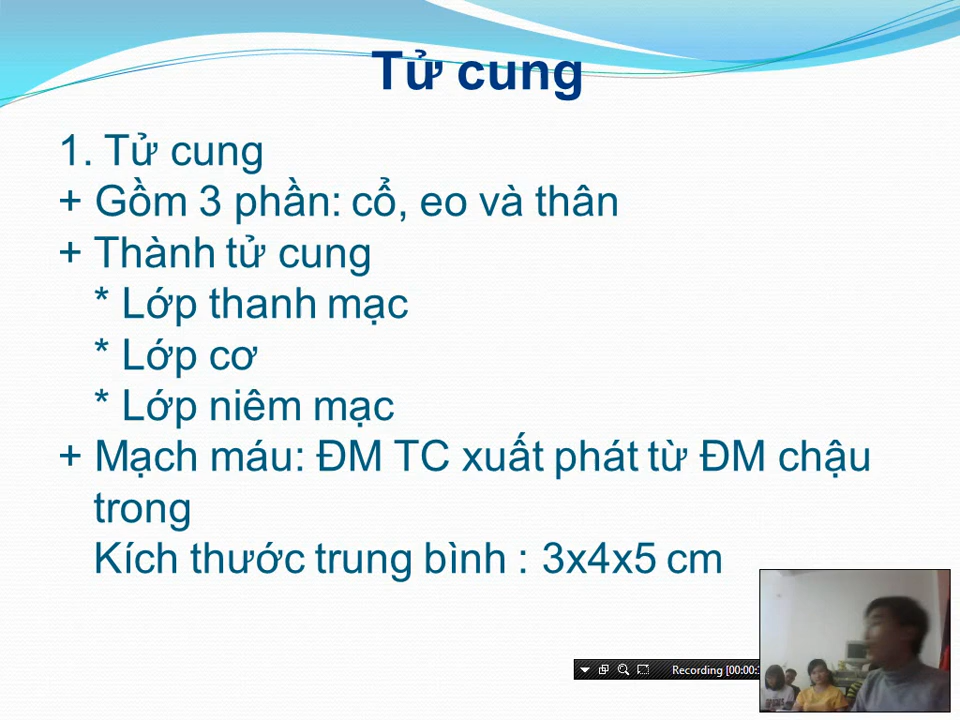 Tử cung
1. Tử cung
+ Gồm 3 phần: cổ, eo và thân
+ Thành tử cung
* Lớp thanh mạc
* Lớp cơ
* Lớp niêm mạc
+ Mạch máu: ĐM TC xuất phát từ ĐM chậu
trong
Kích thước trung bình : 3x4x5 cm
Recording [00:00: